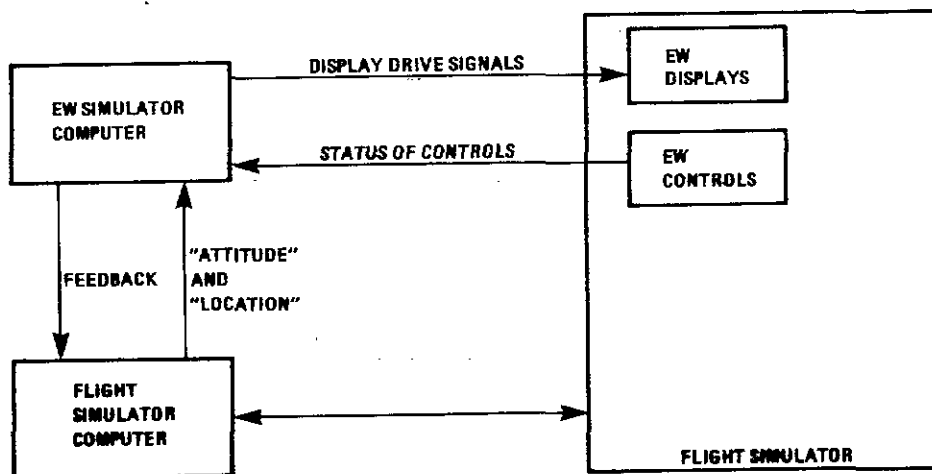 DISPLAY DRIVE SIGNALS
EW
DISPLAYS
EW SIMULATOR
COMPUTER
STATUS OF CONTROLS
EW
CONTROLS
FEEDBACK
"ATTITUDE"
AND
"LOCATION"
FLIGHT
SIMULATOR
COMPUTER
FLIGHT SIMULATOR